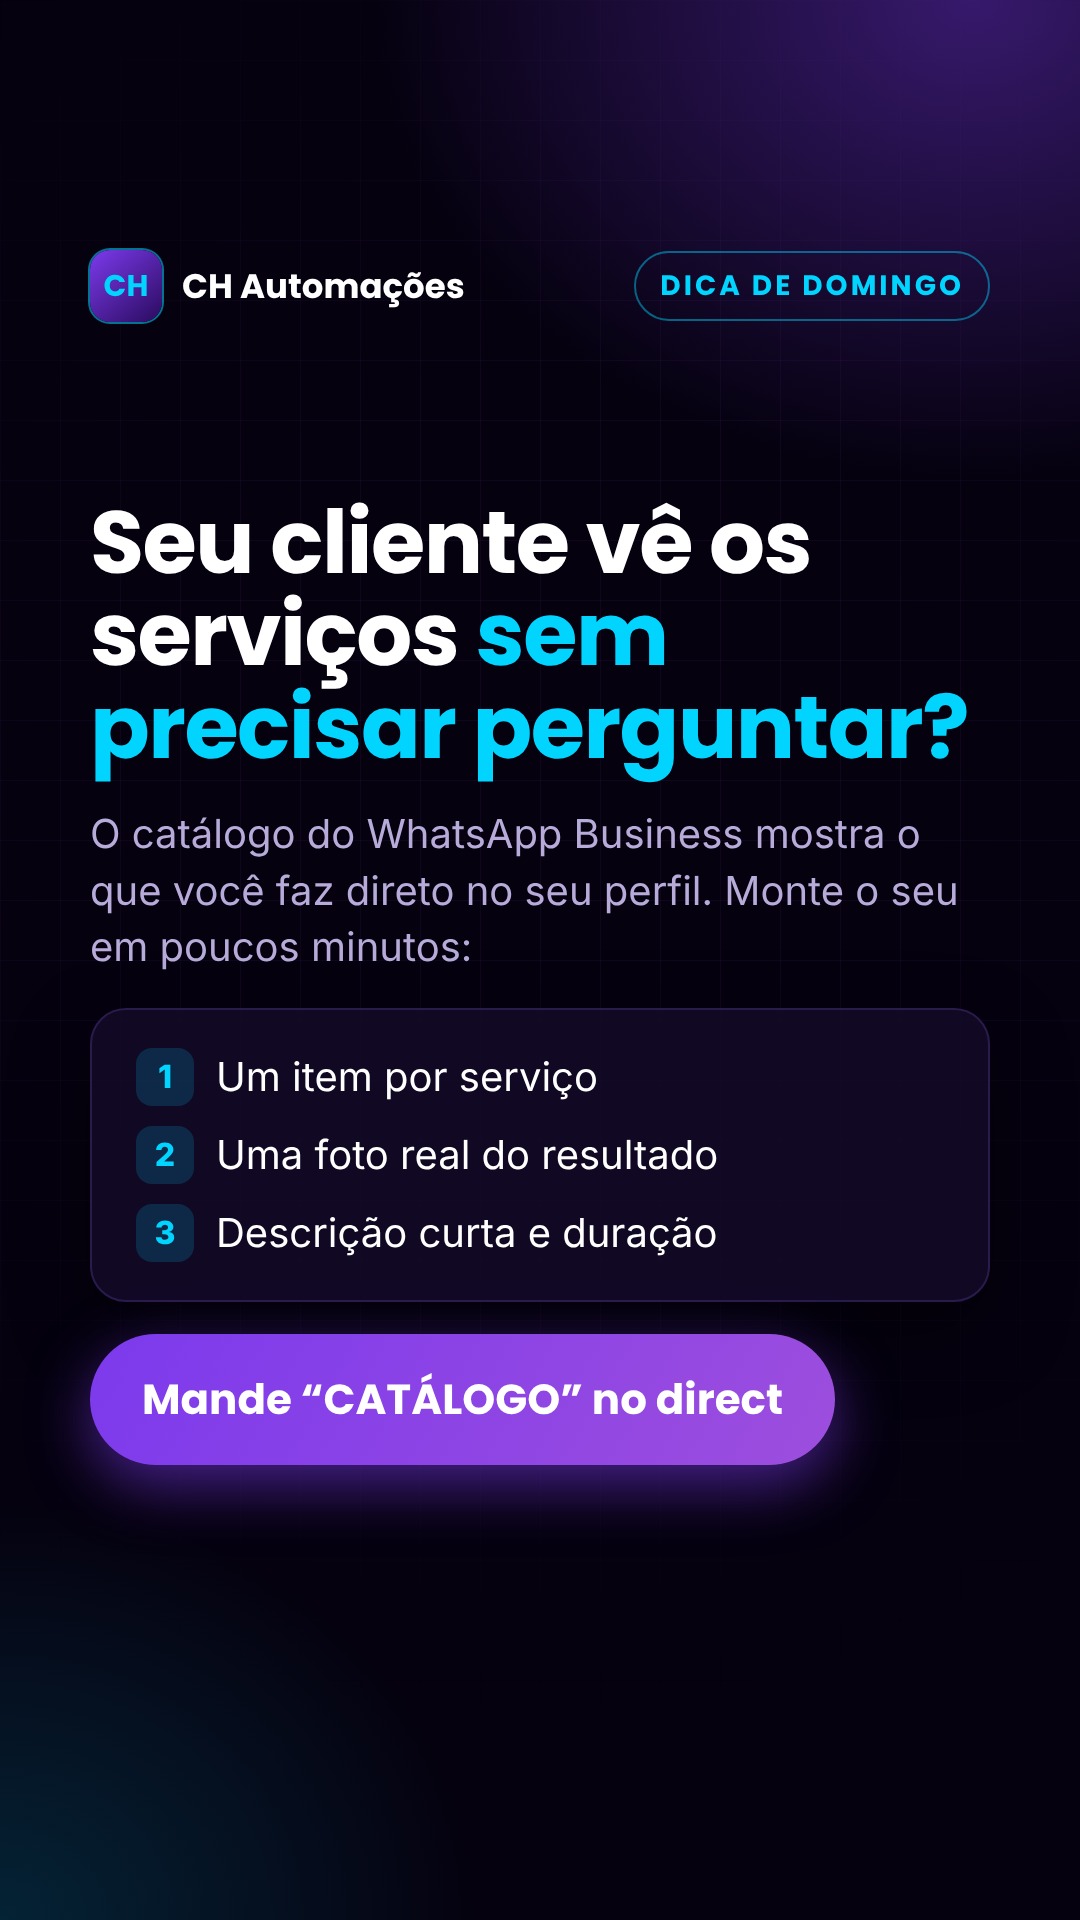 CH
CH Automações
DICA DE DOMINGO
Seu cliente vê os
serviços sem
precisar perguntar?
O catálogo do WhatsApp Business mostra o
que você faz direto no seu perfil. Monte o seu
em poucos minutos:
1 Um item por serviço
2 Uma foto real do resultado
3 Descrição curta e duração
Mande “CATÁLOGO” no direct